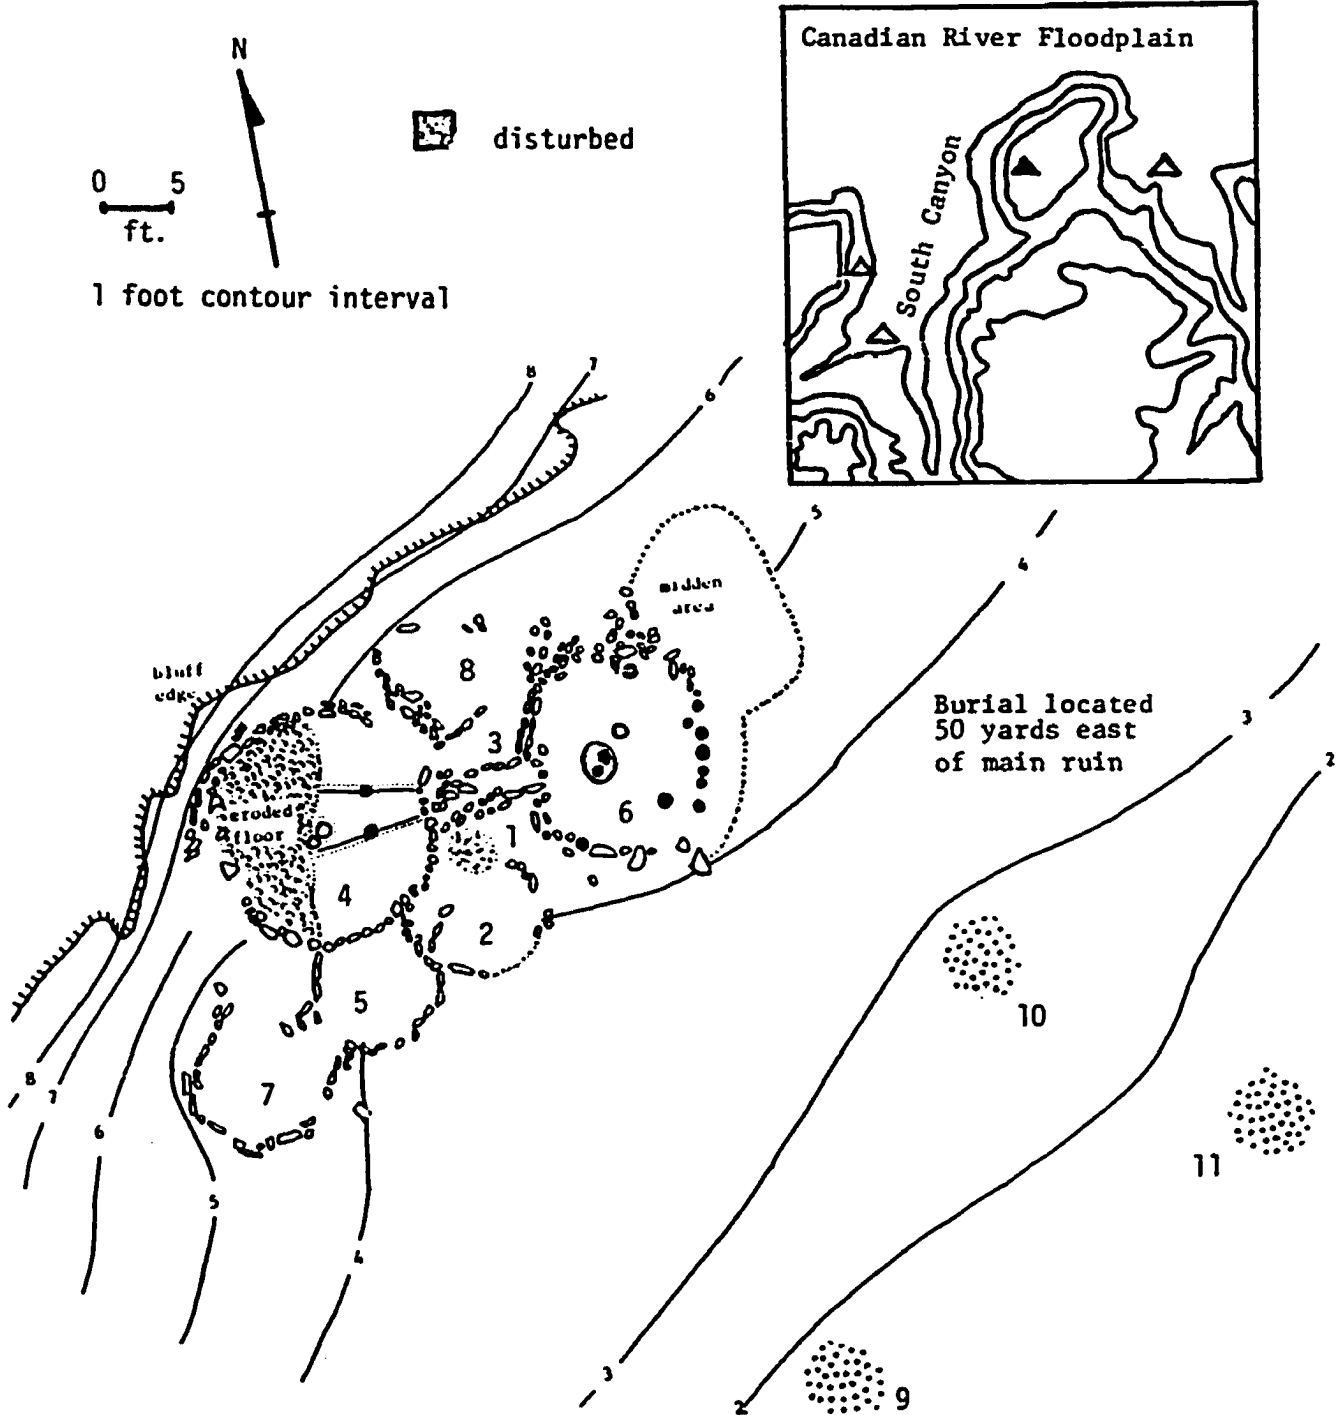 Canadian River Floodplain
South Canyon
N
disturbed
0 5
ft.
1 foot contour interval
8
7
6
5
4
3
2
midden
area
bluff
edge
Burial located
50 yards east
of main ruin
8
3
6
1
eroded
floor
4
2
5
7
10
11
9
8
7
6
5
4
3
2